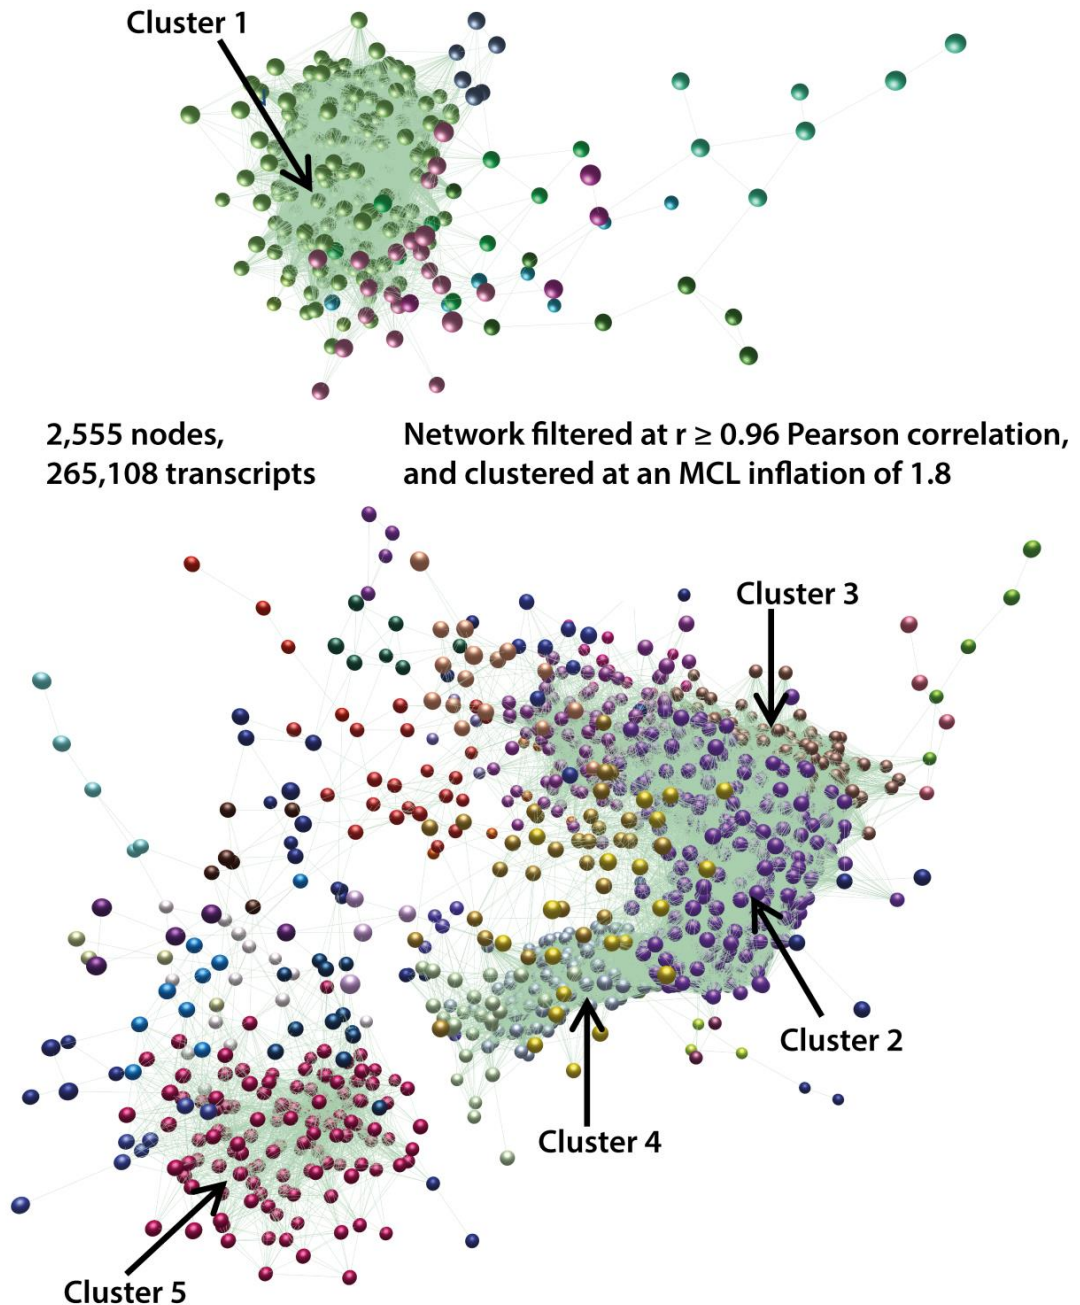 Cluster 1
2,555 nodes,
265,108 transcripts
Network filtered at r ≥ 0.96 Pearson correlation,
and clustered at an MCL inflation of 1.8
Cluster 3
Cluster 2
Cluster 4
Cluster 5